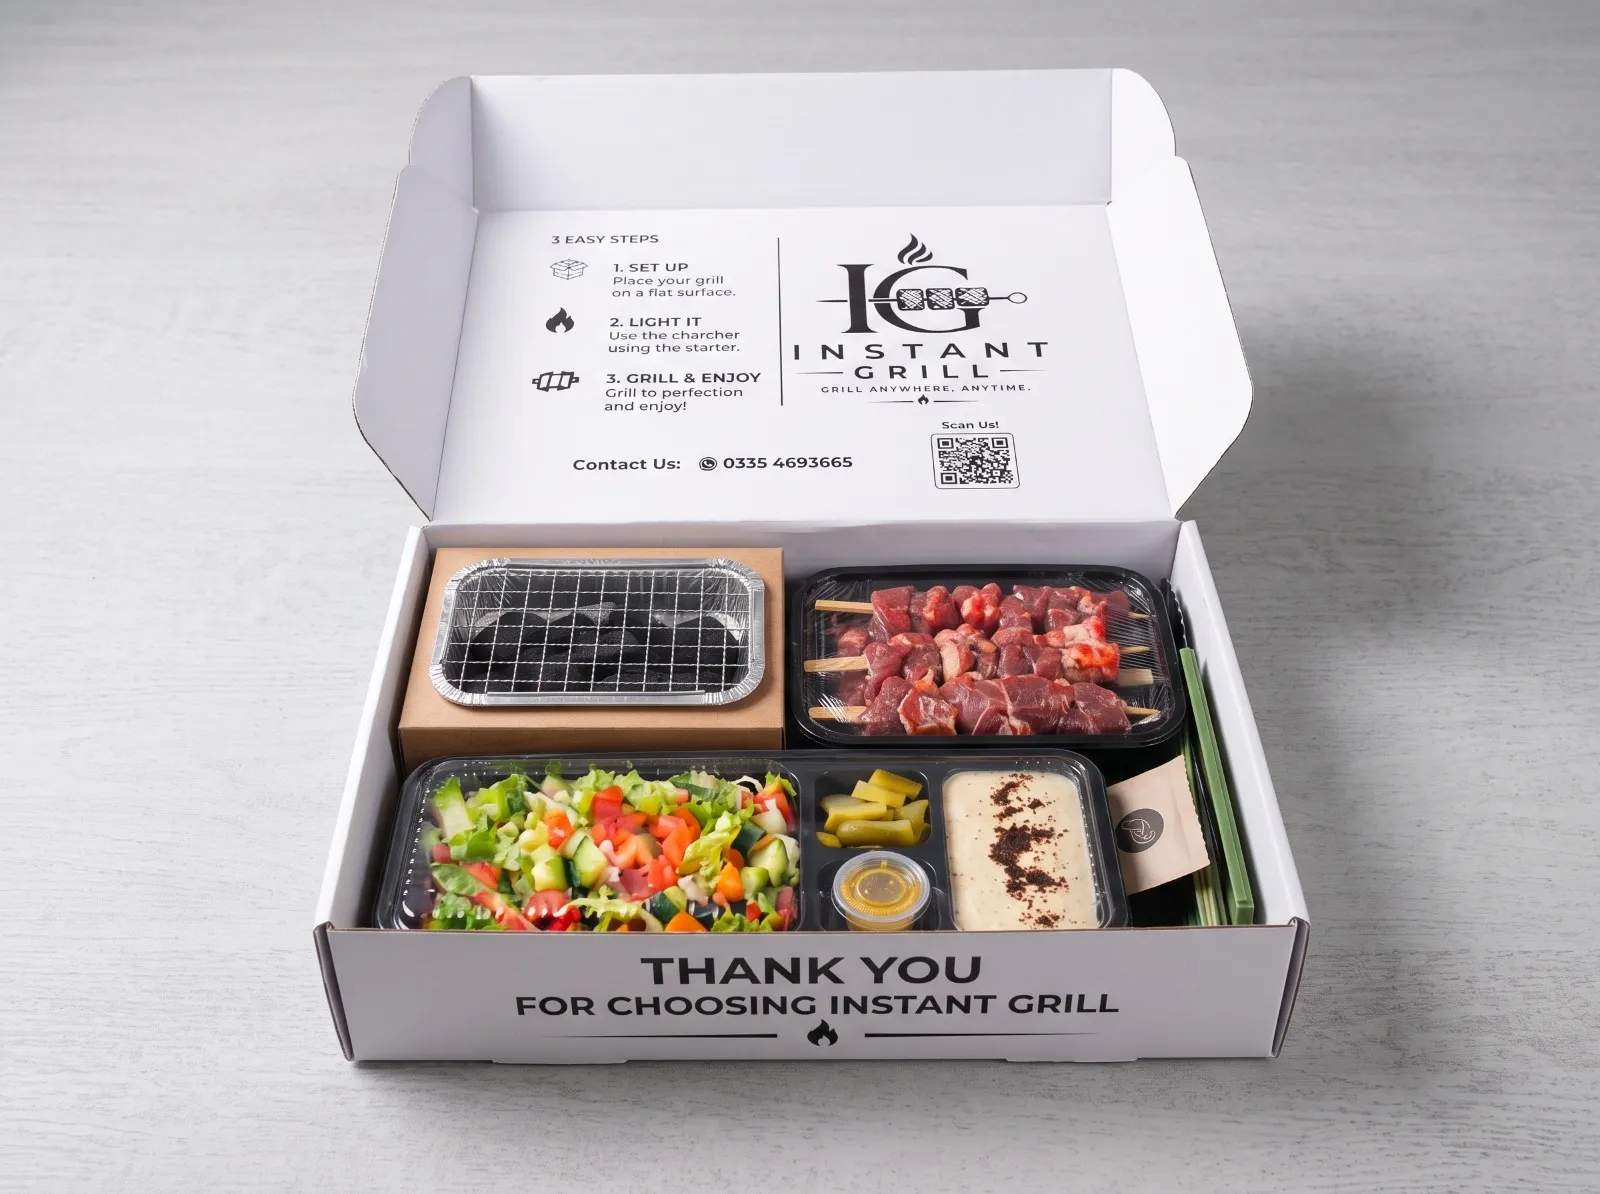 3 EASY STEPS
1. SET UP
Place your grill
on a flat surface.
2. LIGHT IT
Use the charcher
using the starter.
3. GRILL & ENJOY
Grill to perfection
and enjoy!
IG
INSTANT
GRILL
GRILL ANYWHERE, ANYTIME.
Scan Us!
Contact Us: 0335 4693665
THANK YOU
FOR CHOOSING INSTANT GRILL